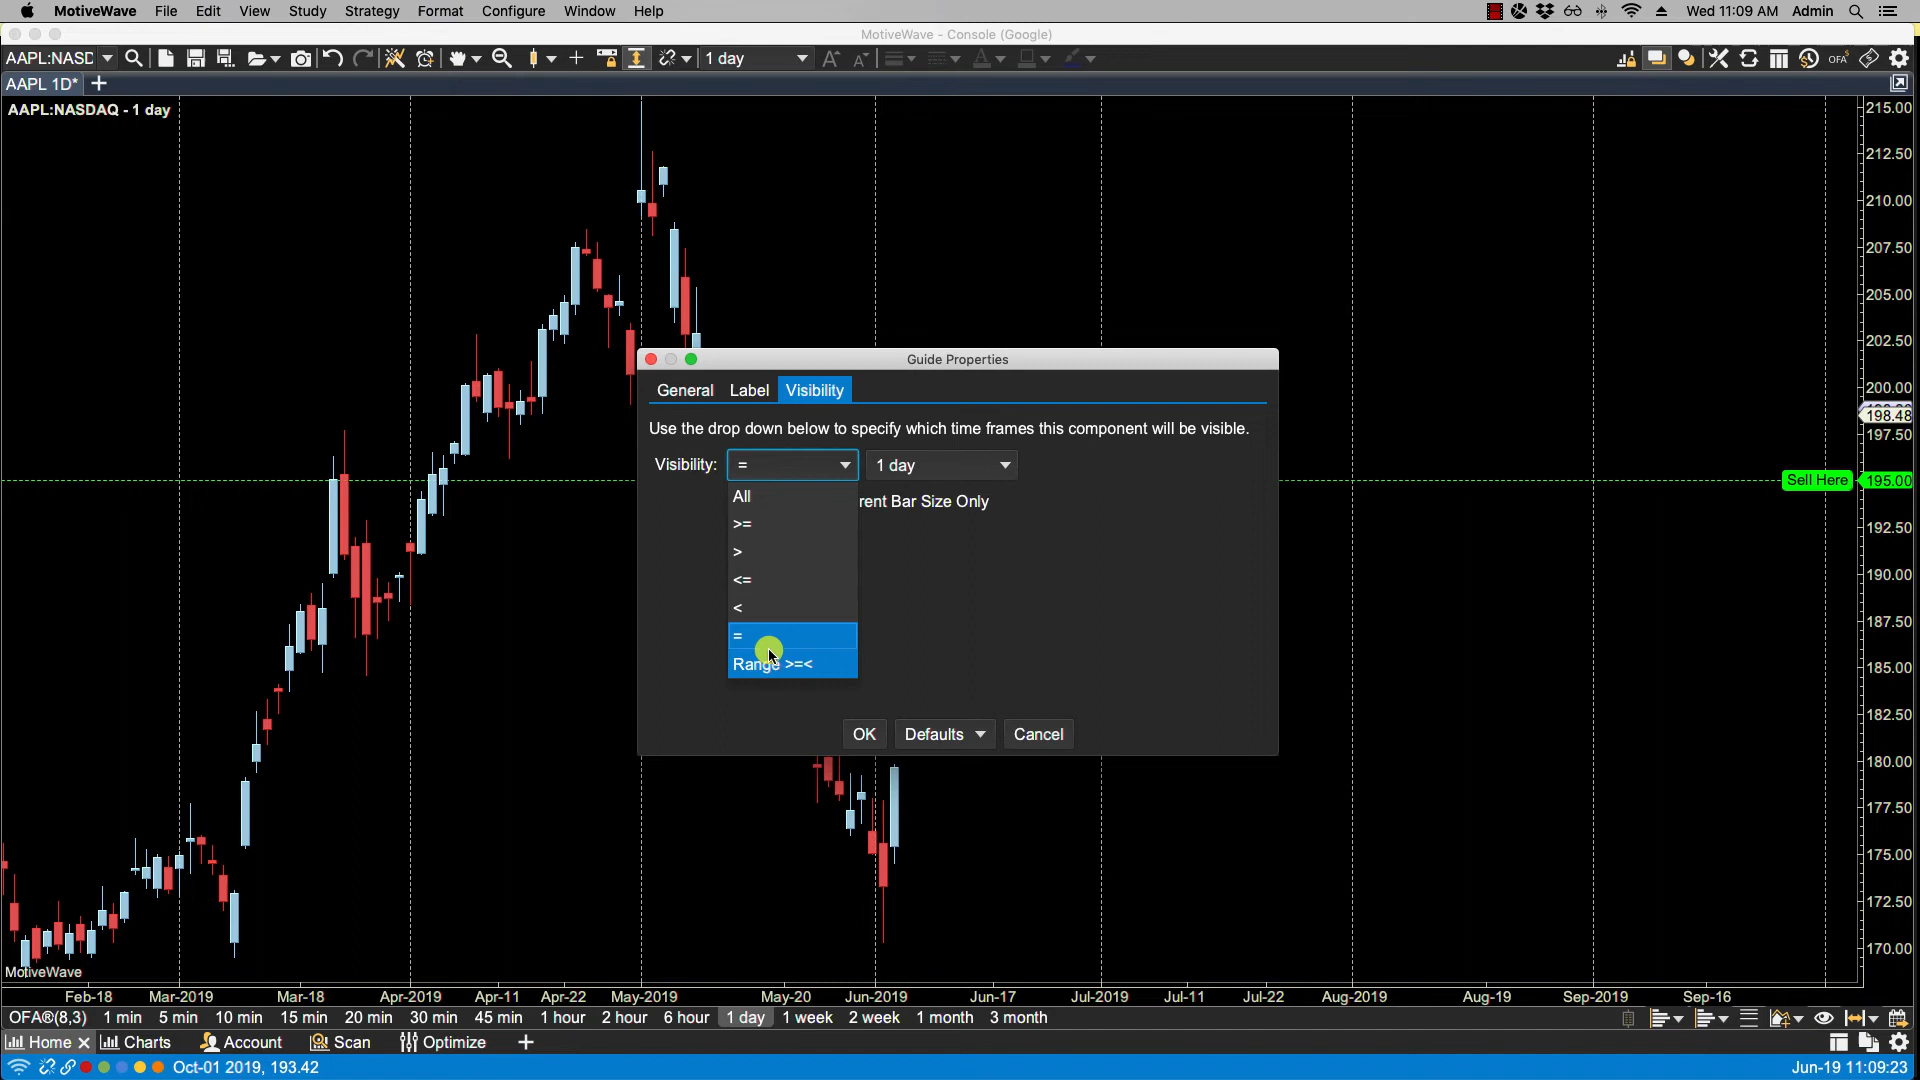 MotiveWave File Edit View Study Strategy Format Configure Window Help Wed 11:09 AM Admin
MotiveWave - Console (Google)
AAPL:NASD 1 day OFA
AAPL 1D*
AAPL:NASDAQ - 1 day
215.00
212.50
210.00
207.50
205.00
202.50
200.00
198.48
197.50
Sell Here 195.00
192.50
190.00
187.50
185.00
182.50
180.00
177.50
175.00
172.50
170.00
Guide Properties
General Label Visibility
Use the drop down below to specify which time frames this component will be visible.
Visibility: = 1 day
All
rent Bar Size Only
>=
>
<=
<
=
Range >=<
OK Defaults Cancel
MotiveWave
Feb-18 Mar-2019 Mar-18 Apr-2019 Apr-11 Apr-22 May-2019 May-20 Jun-2019 Jun-17 Jul-2019 Jul-11 Jul-22 Aug-2019 Aug-19 Sep-2019 Sep-16
OFA®(8,3) 1 min 5 min 10 min 15 min 20 min 30 min 45 min 1 hour 2 hour 6 hour 1 day 1 week 2 week 1 month 3 month
Home Charts Account Scan Optimize
Oct-01 2019, 193.42 Jun-19 11:09:23